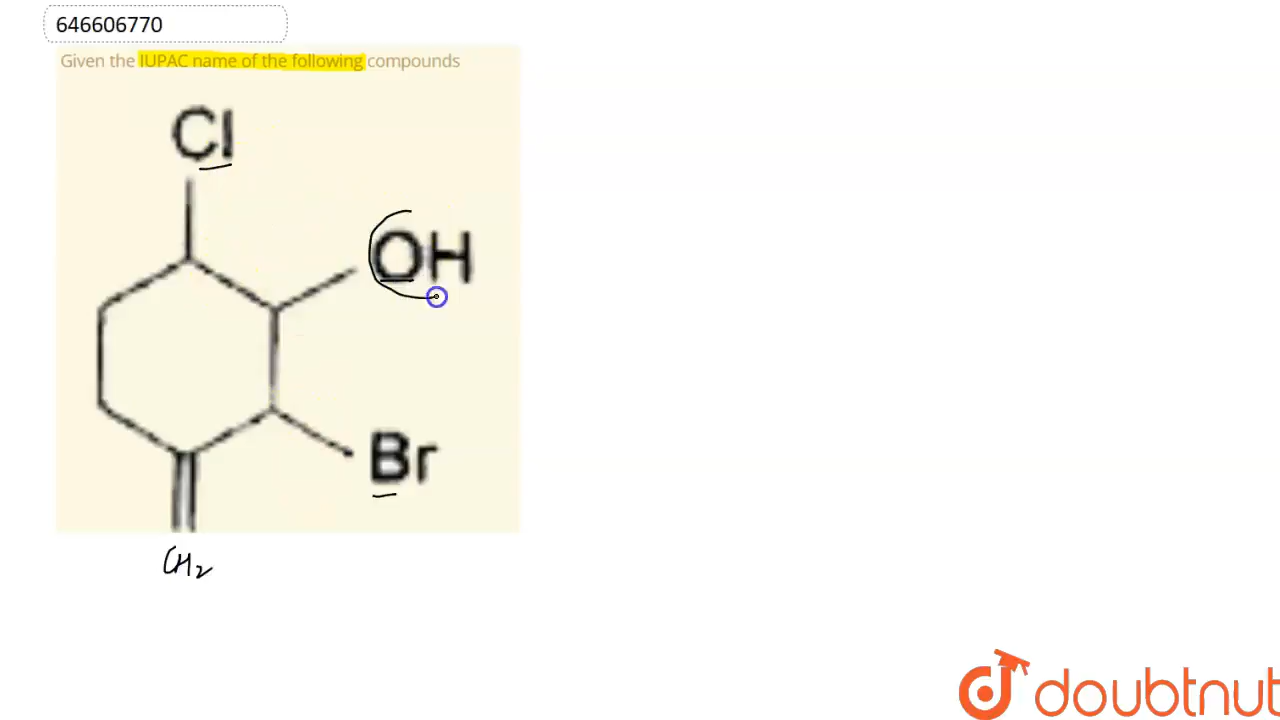 646606770
Given the IUPAC name of the following compounds
Cl
OH
Br
CH2
doubtnut